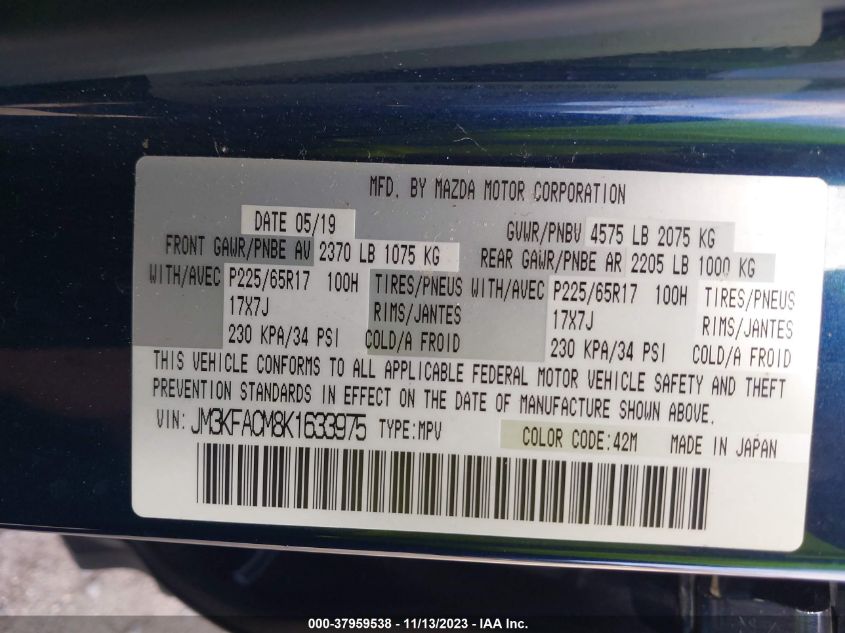 MFD. BY MAZDA MOTOR CORPORATION
DATE 05/19 GVWR/PNBV 4575 LB 2075 KG
FRONT GAWR/PNBE AV 2370 LB 1075 KG REAR GAWR/PNBE AR 2205 LB 1000 KG
WITH/AVEC P225/65R17 100H TIRES/PNEUS WITH/AVEC P225/65R17 100H TIRES/PNEUS
17X7J RIMS/JANTES 17X7J RIMS/JANTES
230 KPA/34 PSI COLD/A FROID 230 KPA/34 PSI COLD/A FROID
THIS VEHICLE CONFORMS TO ALL APPLICABLE FEDERAL MOTOR VEHICLE SAFETY AND THEFT
PREVENTION STANDARDS IN EFFECT ON THE DATE OF MANUFACTURE SHOWN ABOVE.
VIN: JM3KFACM8K1633975 TYPE:MPV COLOR CODE:42M MADE IN JAPAN
000-37959538 - 11/13/2023 - IAA Inc.